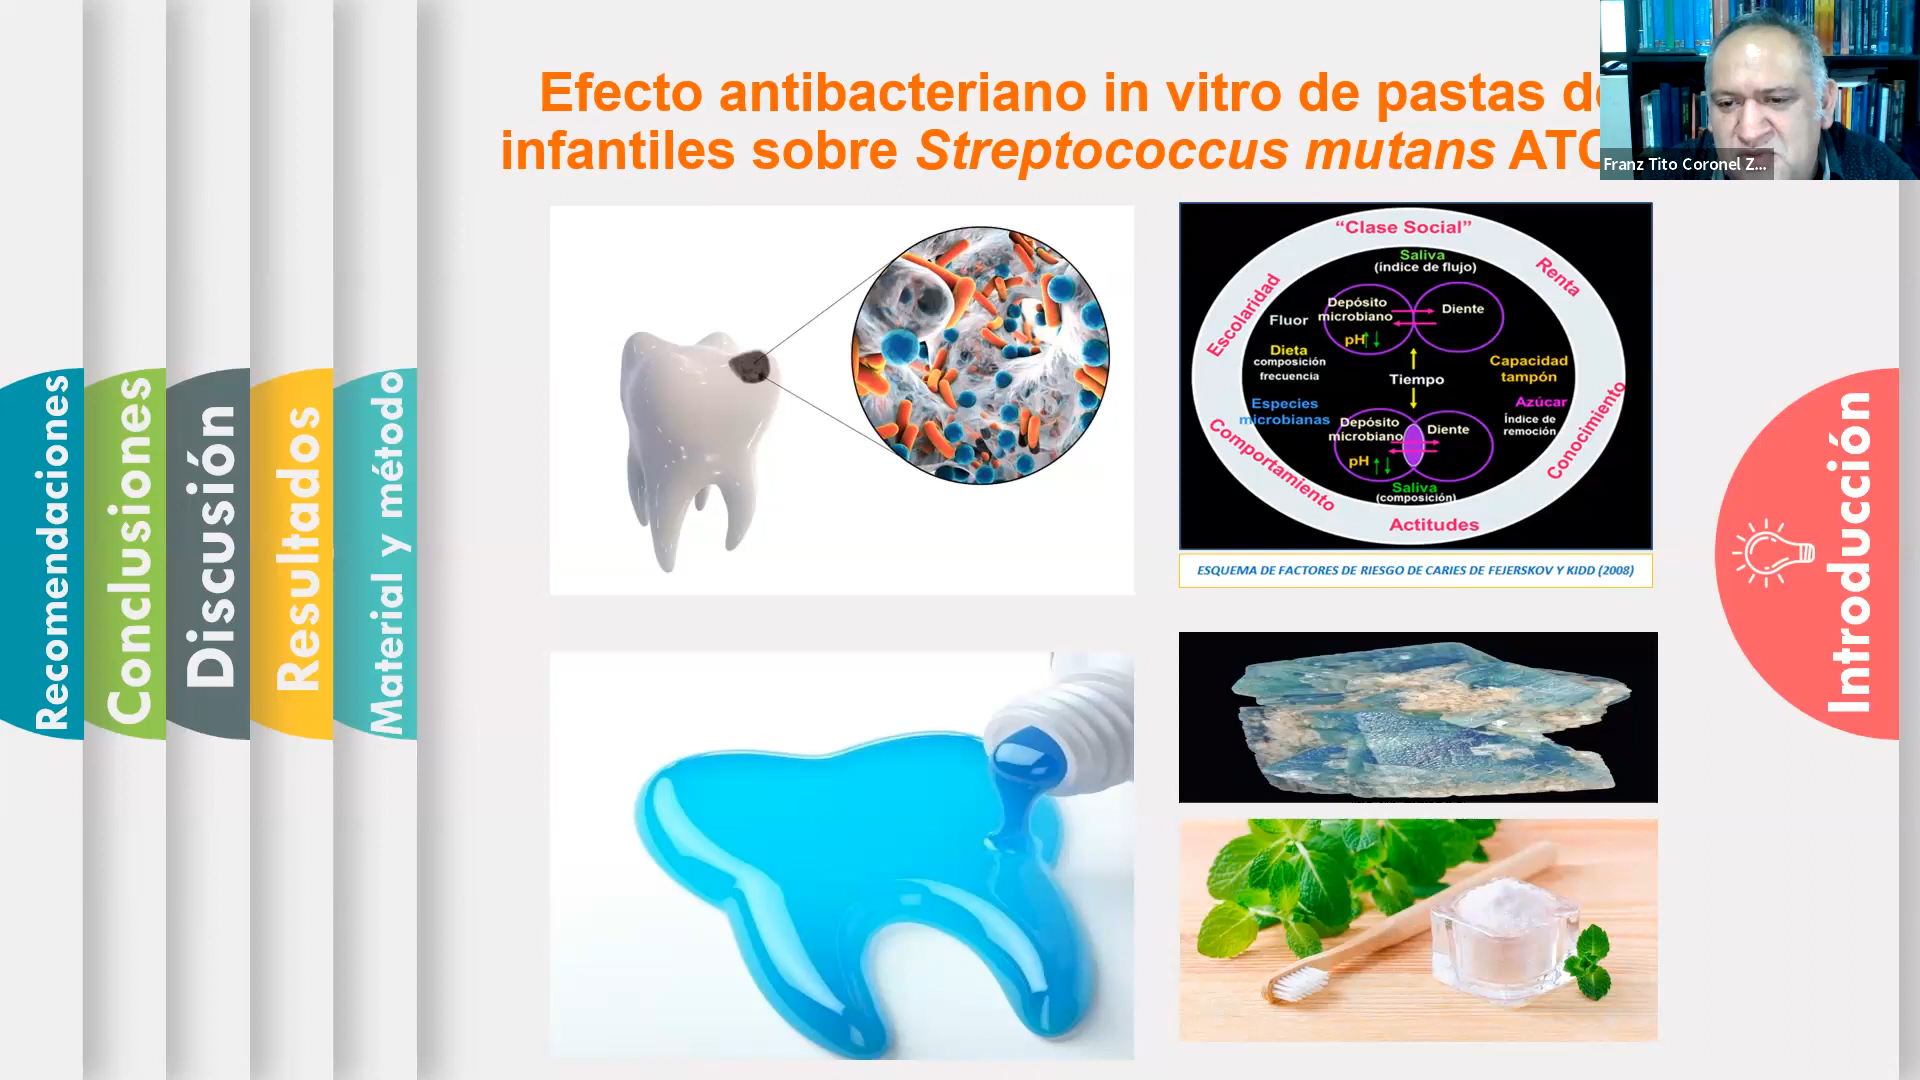 Efecto antibacteriano in vitro de pastas
infantiles sobre Streptococcus mutans
Franz Tito Coronel Z...
Recomendaciones
Conclusiones
Discusión
Resultados
Material y método
“Clase Social”
Escolaridad
Renta
Comportamiento
Conocimiento
Actitudes
Saliva
(índice de flujo)
Depósito
microbiano
Diente
Fluor
pH
Dieta
composición
frecuencia
Tiempo
Capacidad
tampón
Especies
microbianas
Azúcar
Índice de
remoción
Depósito
microbiano
Diente
pH
Saliva
(composición)
ESQUEMA DE FACTORES DE RIESGO DE CARIES DE FEJERSKOV Y KIDD (2008)
Introducción